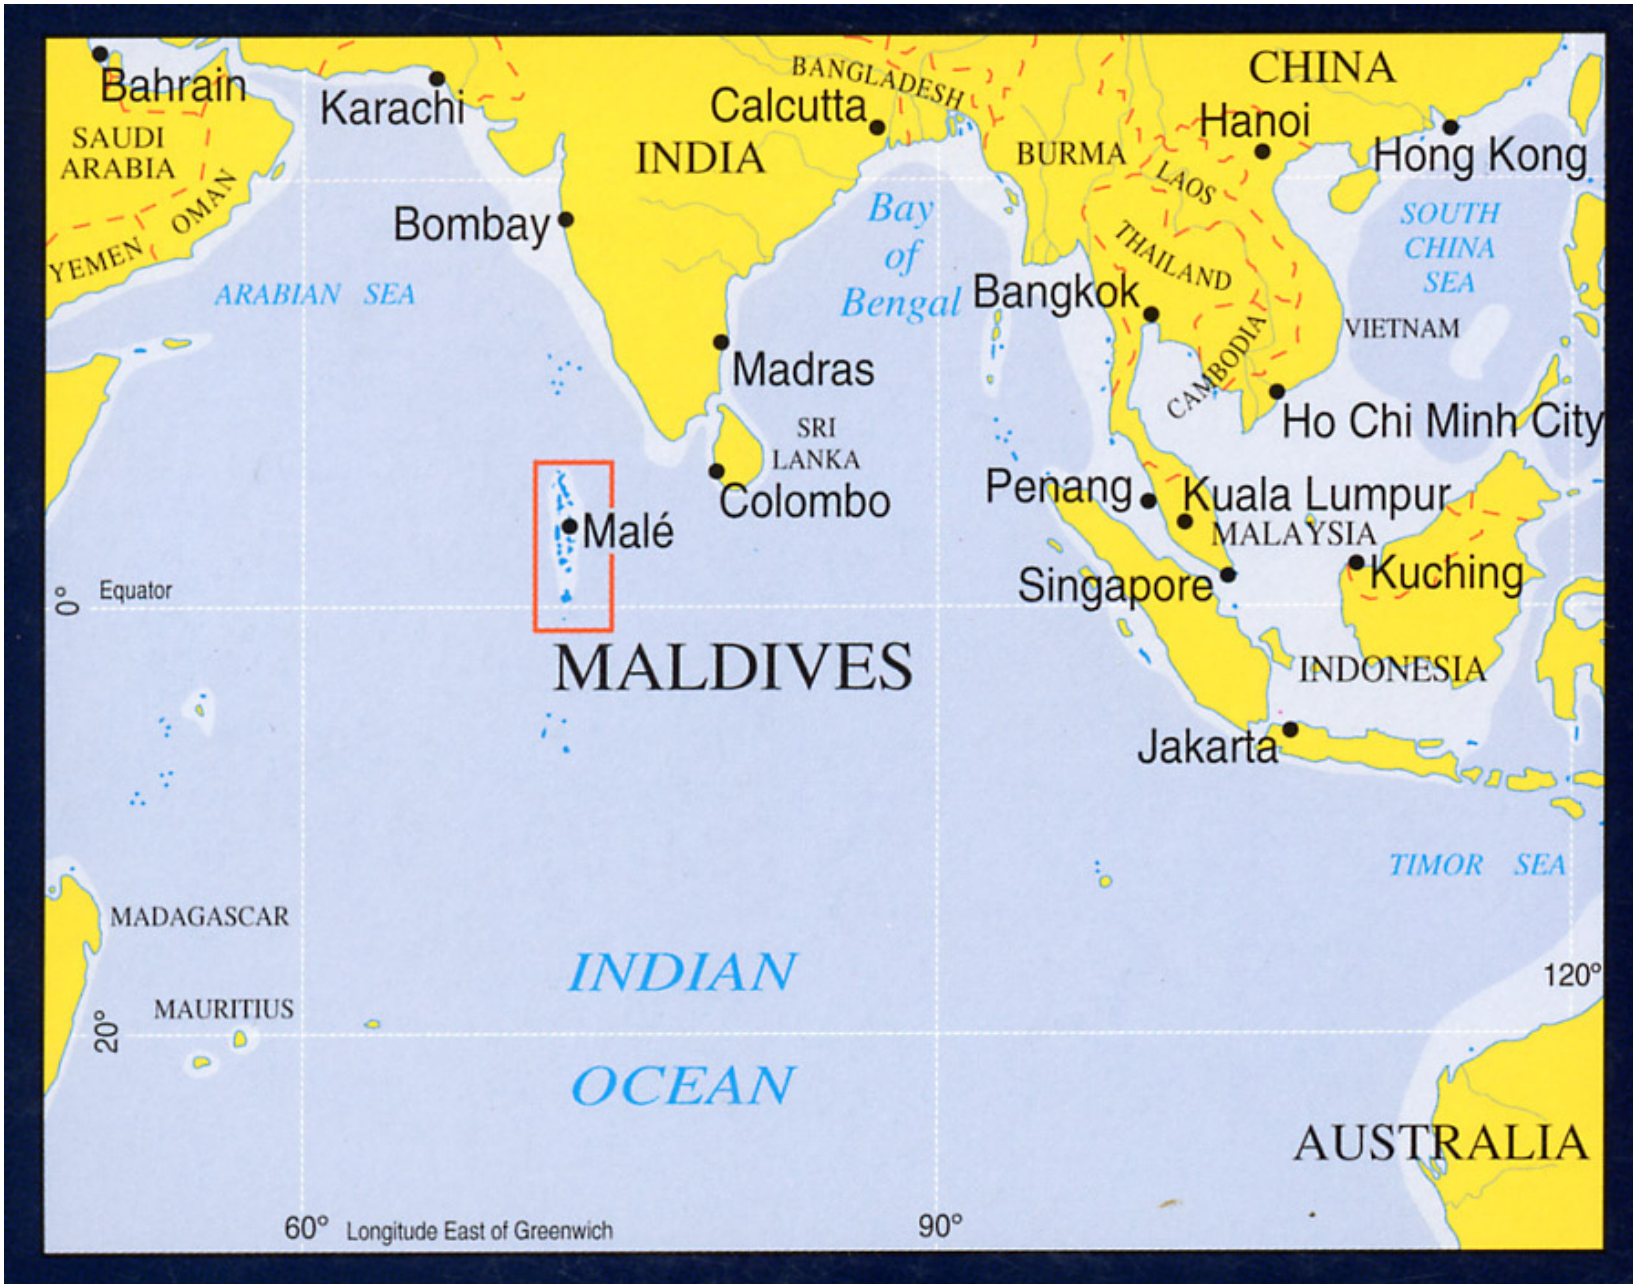 CHINA
BANGLADESH
Bahrain
Karachi
Calcutta
Hanoi
SAUDI
ARABIA
INDIA
BURMA
Hong Kong
LAOS
OMAN
Bombay
Bay
of
Bengal
SOUTH
CHINA
SEA
YEMEN
THAILAND
ARABIAN SEA
Bangkok
VIETNAM
CAMBODIA
Madras
Ho Chi Minh City
SRI
LANKA
Colombo
Penang
Kuala Lumpur
MALAYSIA
Malé
Singapore
Kuching
0°
Equator
MALDIVES
INDONESIA
Jakarta
TIMOR SEA
MADAGASCAR
INDIAN
120°
MAURITIUS
20°
OCEAN
AUSTRALIA
60°
Longitude East of Greenwich
90°